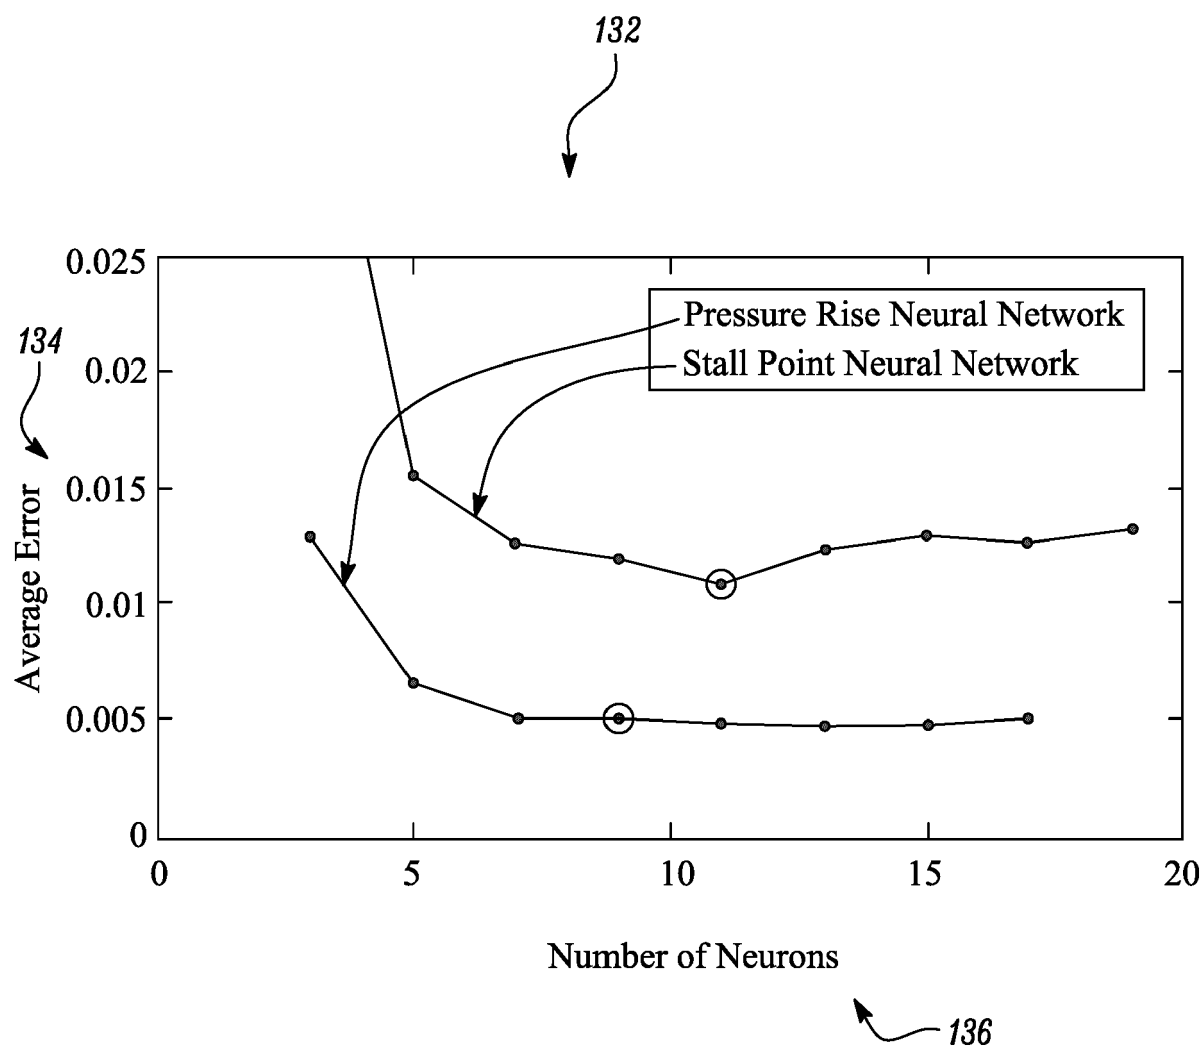 132
0.025
0.02
0.015
0.01
0.005
0
134
Average Error
Pressure Rise Neural Network
Stall Point Neural Network
0 5 10 15 20
Number of Neurons
136